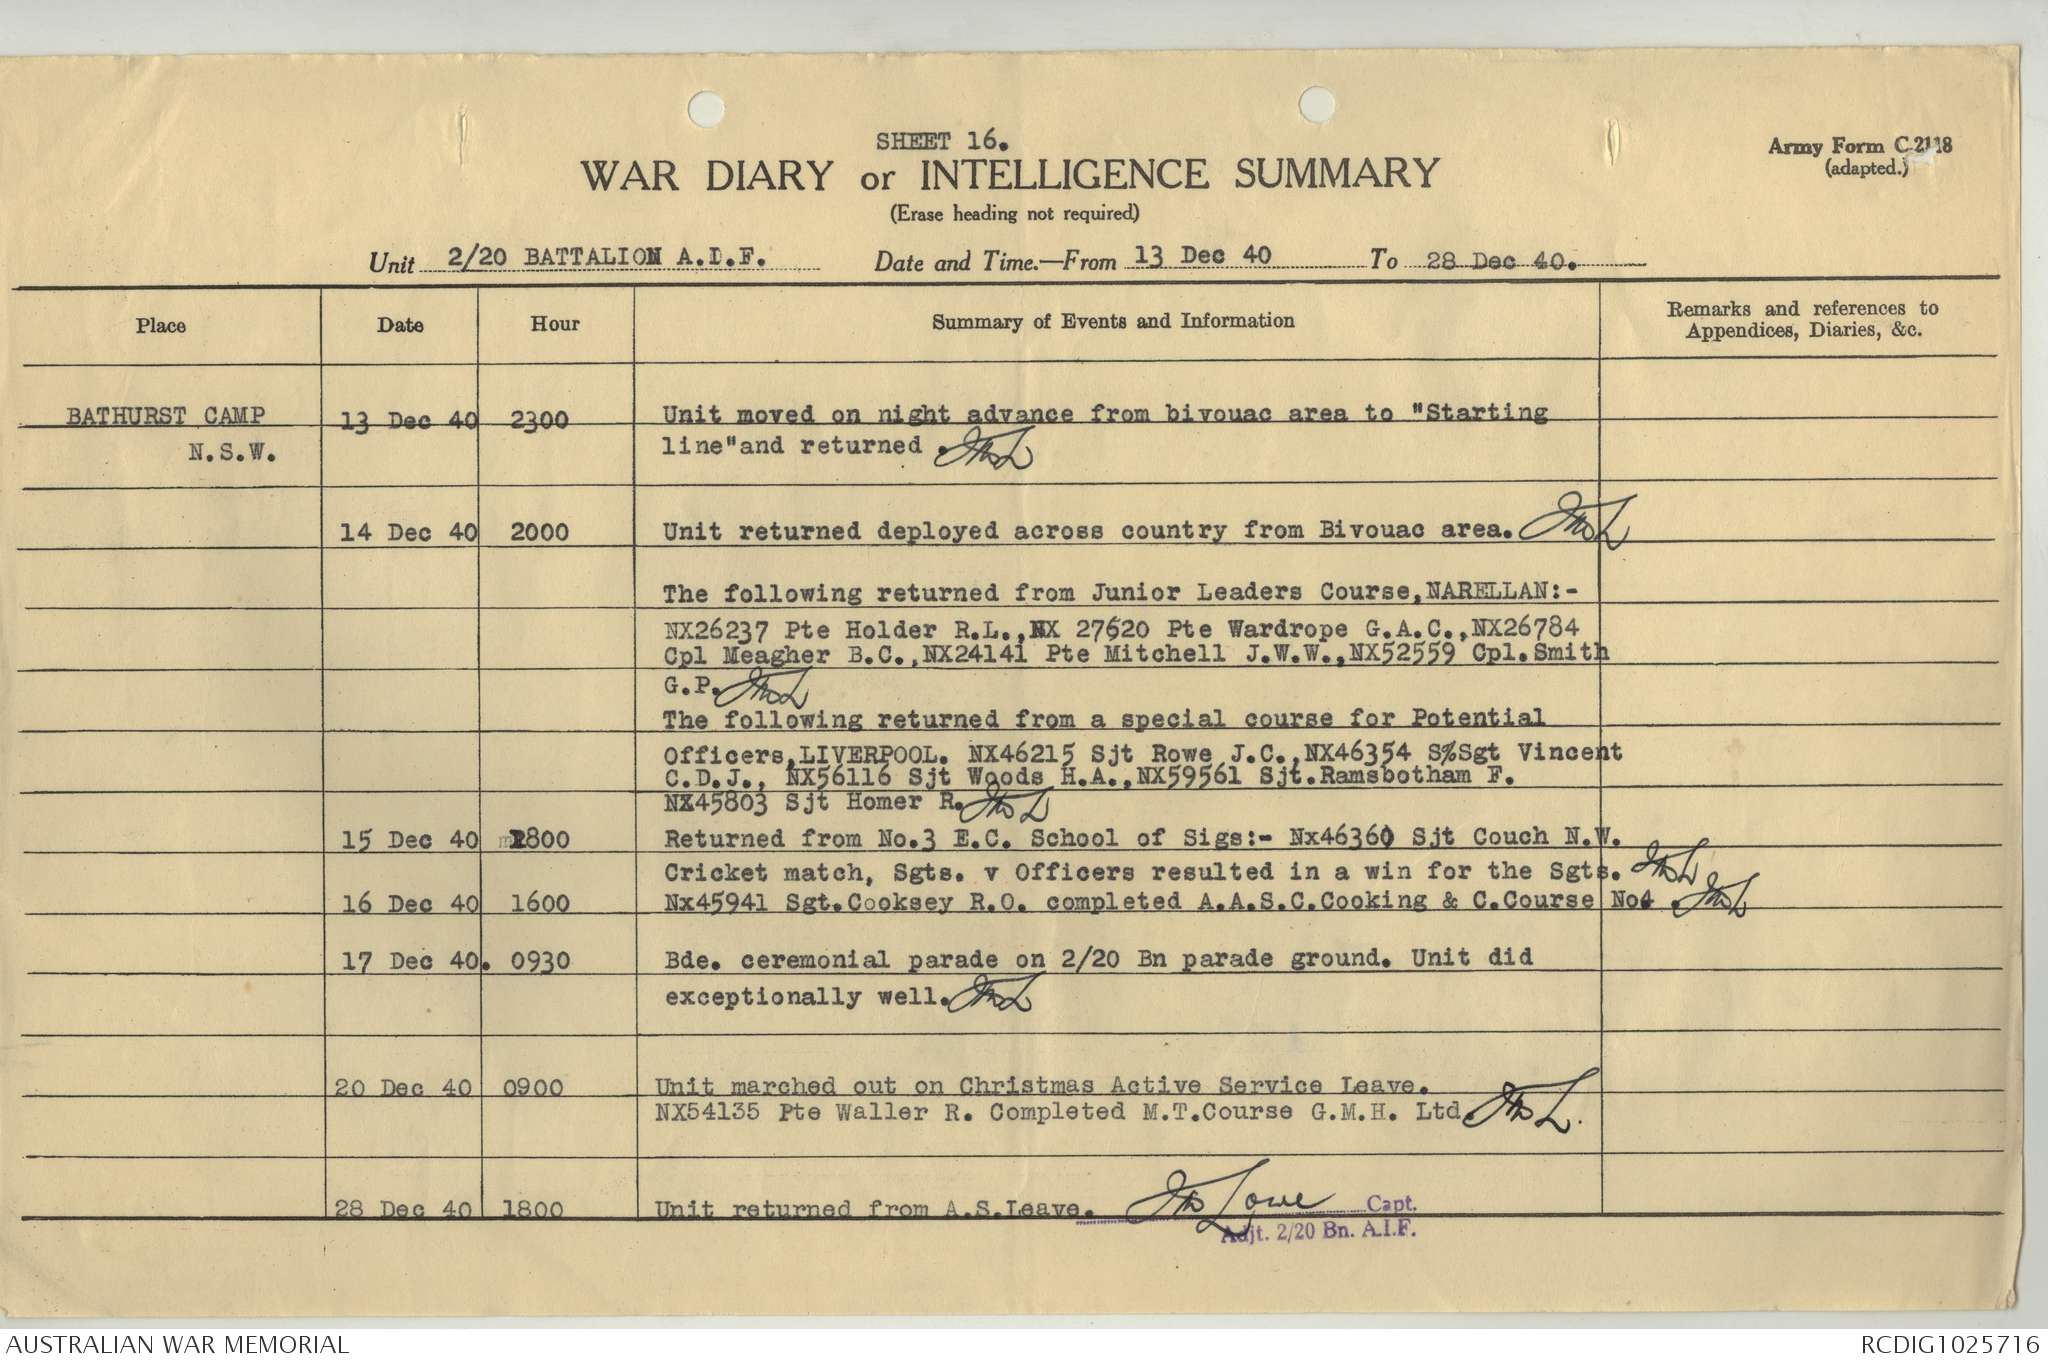 SHEET 16.
Army Form C.2118
(adapted.)
WAR DIARY or INTELLIGENCE SUMMARY
(Erase heading not required)
Unit 2/20 BATTALION A.I.F. Date and Time.—From 13 Dec 40 To 28 Dec 40.
Place Date Hour Summary of Events and Information Remarks and references to
Appendices, Diaries, &c.
BATHURST CAMP 13 Dec 40 2300 Unit moved on night advance from bivouac area to "Starting
N.S.W. line"and returned .
14 Dec 40 2000 Unit returned deployed across country from Bivouac area.
The following returned from Junior Leaders Course,NARELLAN:-
NX26237 Pte Holder R.L.,NX 27620 Pte Wardrope G.A.C.,NX26784
Cpl Meagher B.C.,NX24141 Pte Mitchell J.W.W.,NX52559 Cpl.Smith
G.P.
The following returned from a special course for Potential
Officers,LIVERPOOL. NX46215 Sjt Rowe J.C.,NX46354 S%Sgt Vincent
C.D.J., NX56116 Sjt Woods H.A.,NX59561 Sjt.Ramsbotham F.
NX45803 Sjt Homer R.
15 Dec 40 1800 Returned from No.3 E.C. School of Sigs:- Nx46360 Sjt Couch N.W.
Cricket match, Sgts. v Officers resulted in a win for the Sgts.
16 Dec 40 1600 Nx45941 Sgt.Cooksey R.O. completed A.A.S.C.Cooking & C.Course No4 .
17 Dec 40. 0930 Bde. ceremonial parade on 2/20 Bn parade ground. Unit did
exceptionally well.
20 Dec 40 0900 Unit marched out on Christmas Active Service Leave.
NX54135 Pte Waller R. Completed M.T.Course G.M.H. Ltd.
28 Dec 40 1800 Unit returned from A.S.Leave. Lowe Capt.
Adjt. 2/20 Bn. A.I.F.
AUSTRALIAN WAR MEMORIAL RCDIG1025716